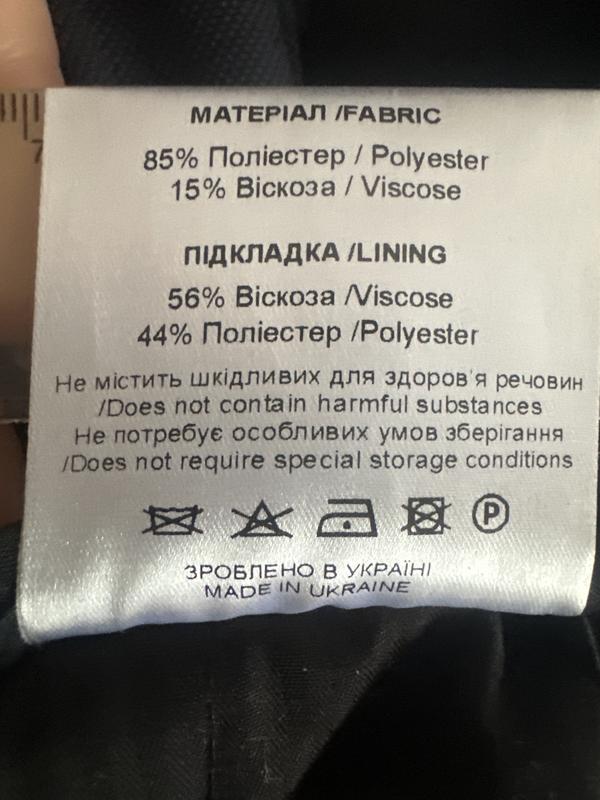 МАТЕРІАЛ /FABRIC
85% Поліестер / Polyester
15% Віскоза / Viscose
ПІДКЛАДКА /LINING
56% Віскоза /Viscose
44% Поліестер /Polyester
Не містить шкідливих для здоров'я речовин
/Does not contain harmful substances
Не потребує особливих умов зберігання
/Does not require special storage conditions
P
ЗРОБЛЕНО В УКРАЇНІ
MADE IN UKRAINE